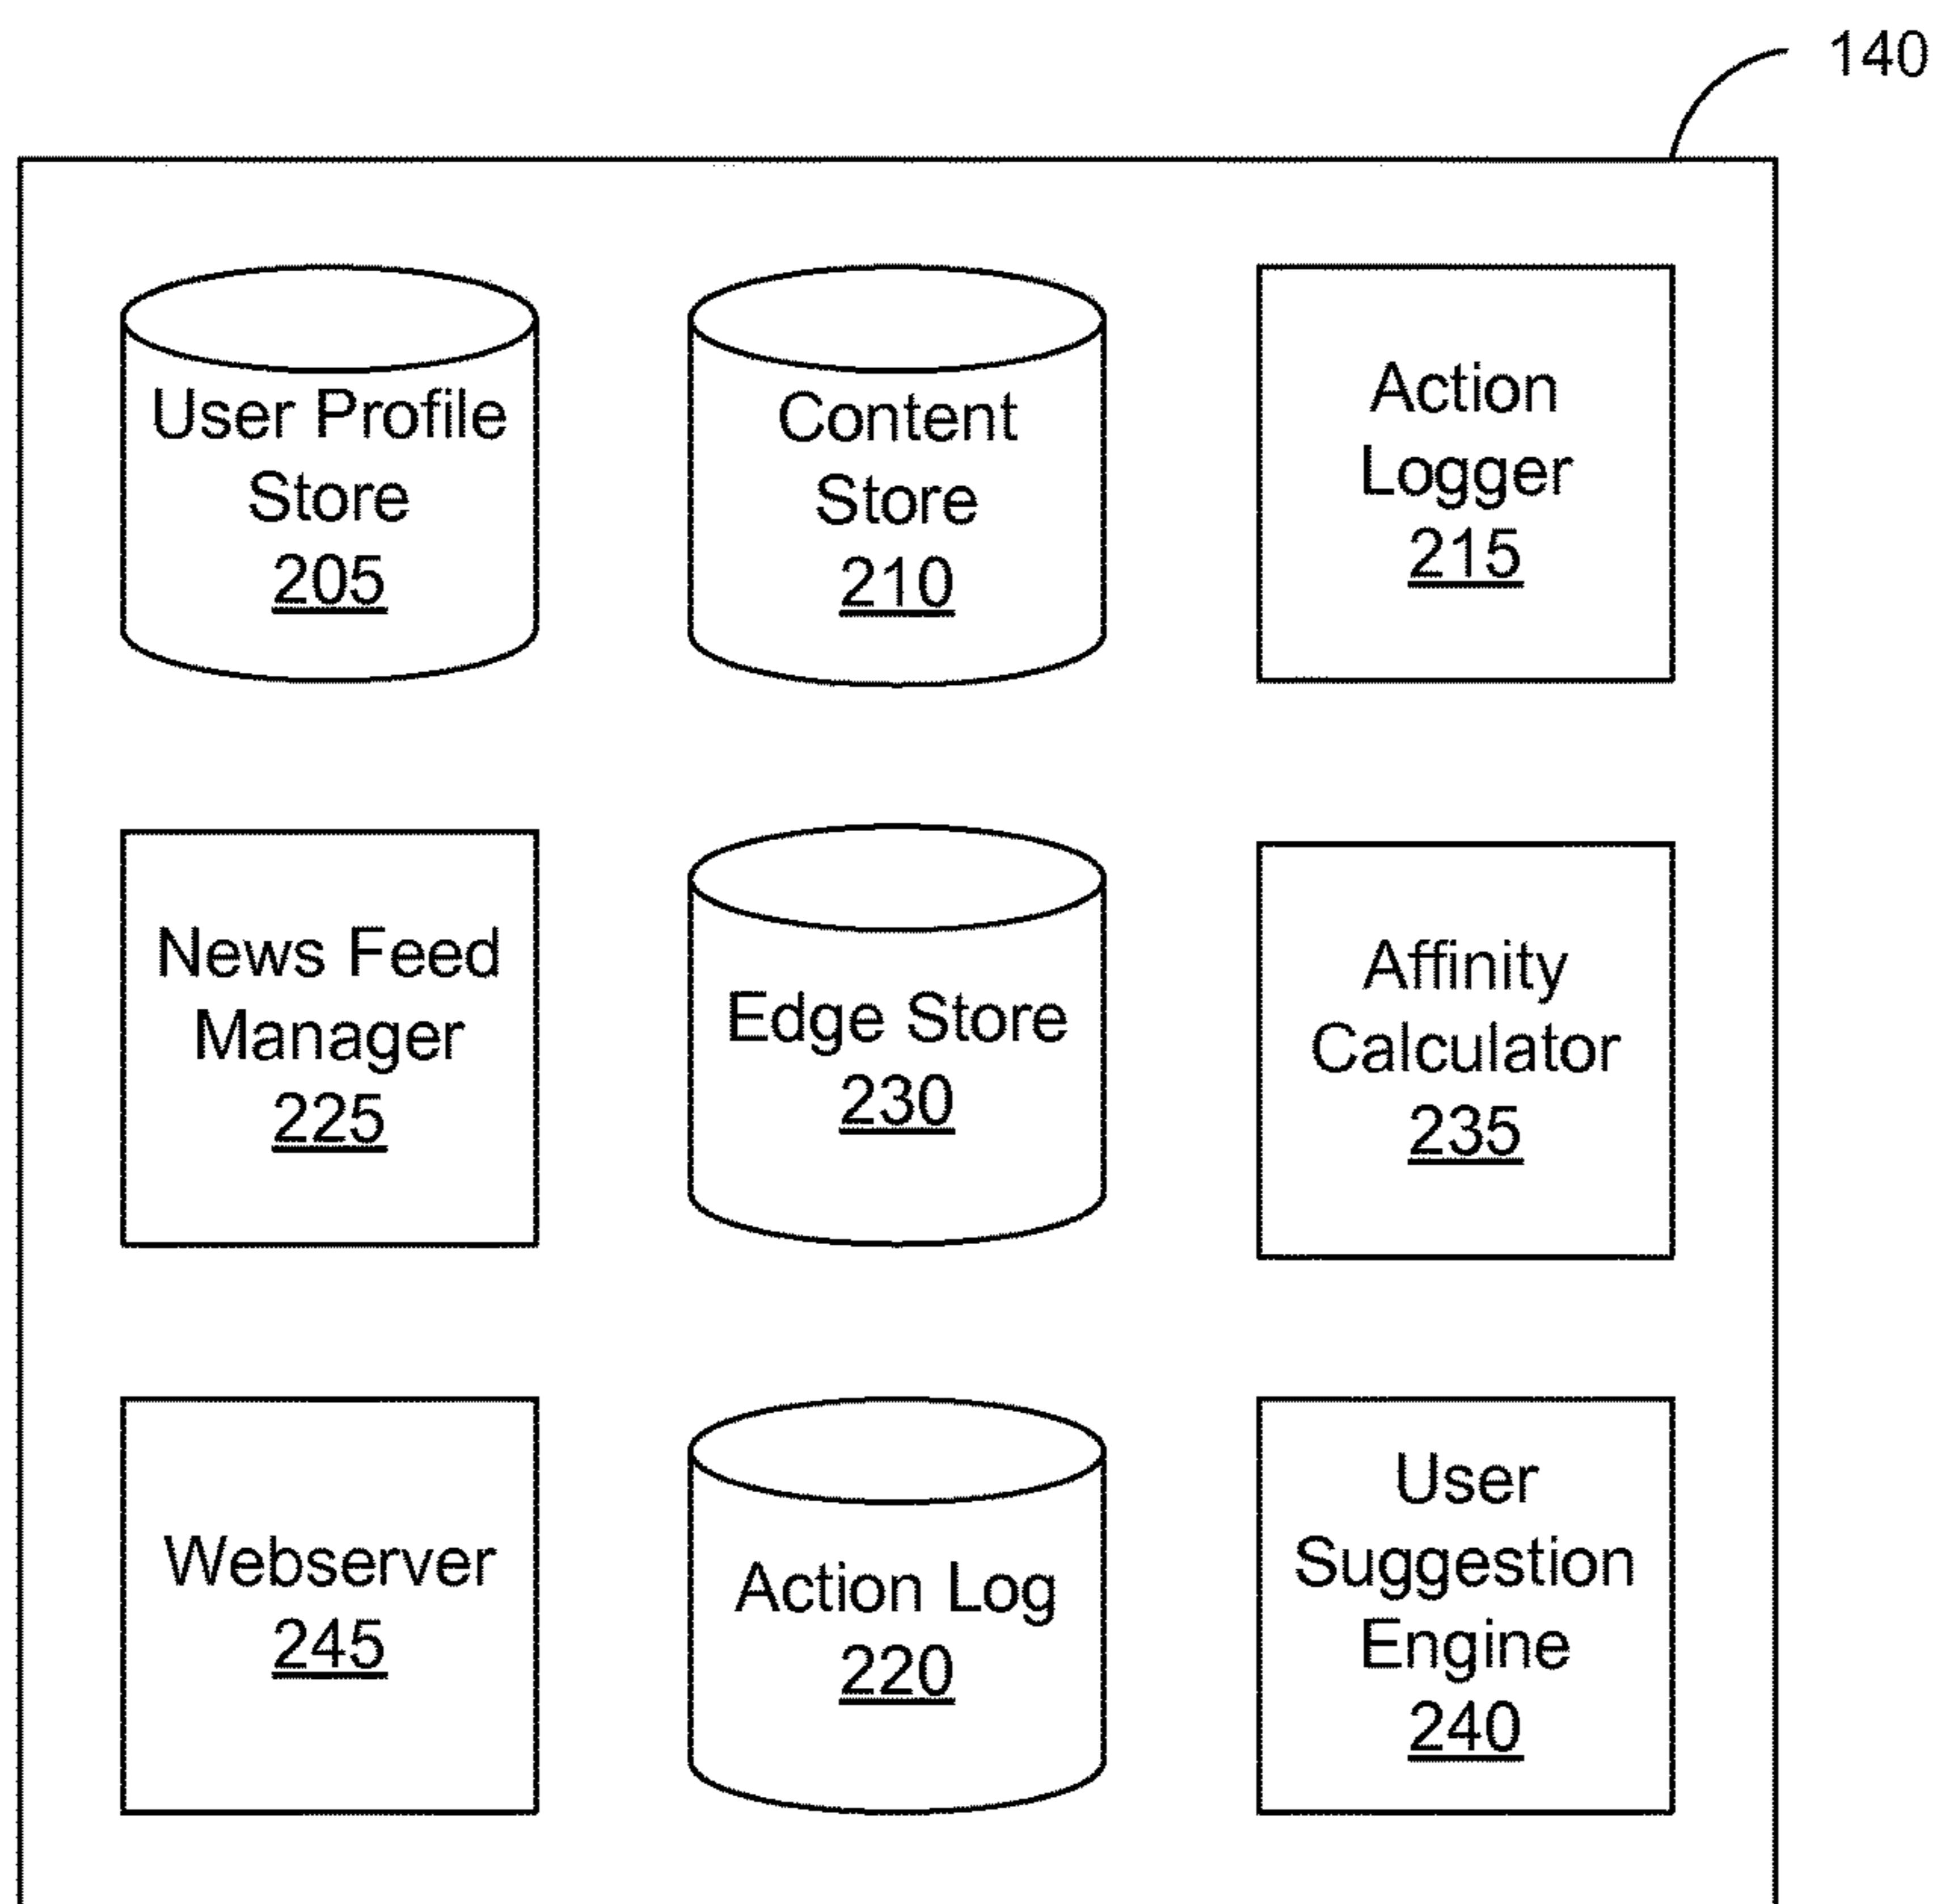 140
User Profile
Store
205
Content
Store
210
Action
Logger
215
News Feed
Manager
225
Edge Store
230
Affinity
Calculator
235
Webserver
245
Action Log
220
User
Suggestion
Engine
240